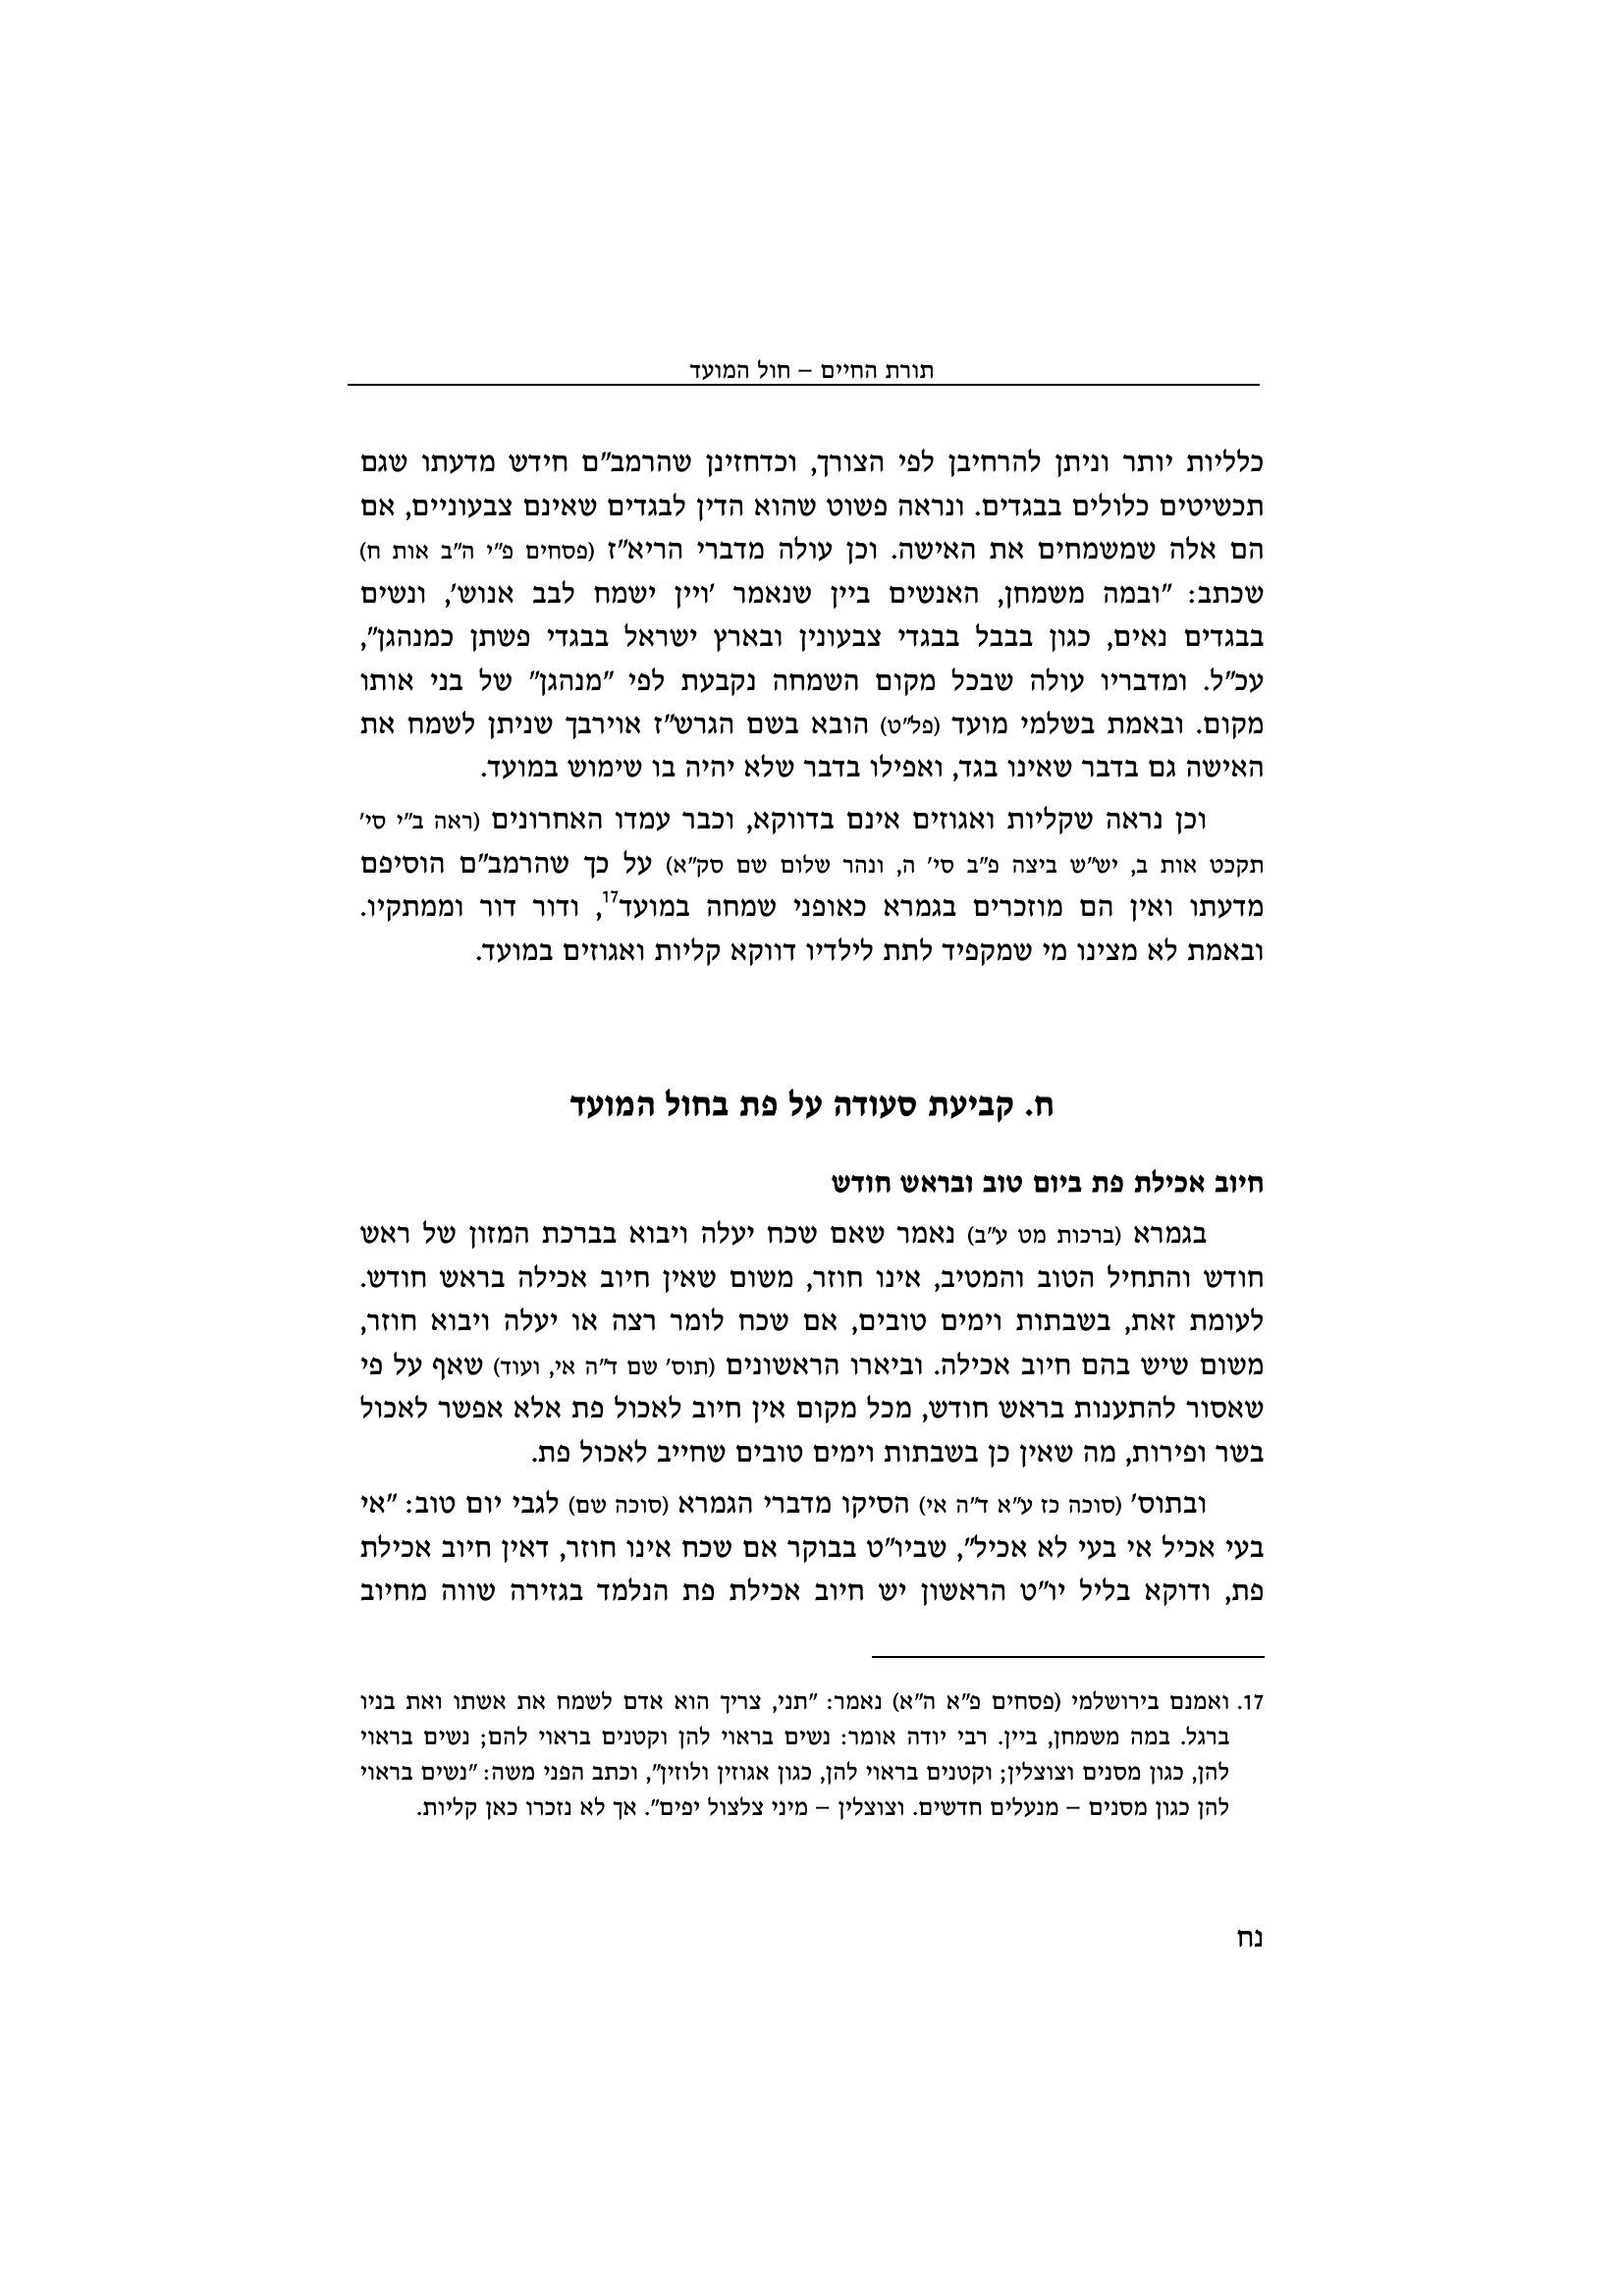 תורת החיים – חול המועד
כלליות יותר וניתן להרחיבן לפי הצורך, וכדחזינן שהרמב״ם חידש מדעתו שגם
תכשיטים כלולים בבגדים. ונראה פשוט שהוא הדין לבגדים שאינם צבעוניים, אם
הם אלה שמשמחים את האישה. וכן עולה מדברי הריא״ז (פסחים פ״י ה״ב אות ח)
שכתב: ״ובמה משמחן, האנשים ביין שנאמר ׳ויין ישמח לבב אנוש׳, ונשים
בבגדים נאים, כגון בבבל בבגדי צבעונין ובארץ ישראל בבגדי פשתן כמנהגן״,
עכ״ל. ומדבריו עולה שבכל מקום השמחה נקבעת לפי ״מנהגן״ של בני אותו
מקום. ובאמת בשלמי מועד (פל״ט) הובא בשם הגרש״ז אוירבך שניתן לשמח את
האישה גם בדבר שאינו בגד, ואפילו בדבר שלא יהיה בו שימוש במועד.
וכן נראה שקליות ואגוזים אינם בדווקא, וכבר עמדו האחרונים (ראה ב״י סי׳
תקכט אות ב, יש״ש ביצה פ״ב סי׳ ה, ונהר שלום שם סק״א) על כך שהרמב״ם הוסיפם
מדעתו ואין הם מוזכרים בגמרא כאופני שמחה במועד17, ודור דור וממתקיו.
ובאמת לא מצינו מי שמקפיד לתת לילדיו דווקא קליות ואגוזים במועד.
ח. קביעת סעודה על פת בחול המועד
חיוב אכילת פת ביום טוב ובראש חודש
בגמרא (ברכות מט ע״ב) נאמר שאם שכח יעלה ויבוא בברכת המזון של ראש
חודש והתחיל הטוב והמטיב, אינו חוזר, משום שאין חיוב אכילה בראש חודש.
לעומת זאת, בשבתות וימים טובים, אם שכח לומר רצה או יעלה ויבוא חוזר,
משום שיש בהם חיוב אכילה. וביארו הראשונים (תוס׳ שם ד״ה אי, ועוד) שאף על פי
שאסור להתענות בראש חודש, מכל מקום אין חיוב לאכול פת אלא אפשר לאכול
בשר ופירות, מה שאין כן בשבתות וימים טובים שחייב לאכול פת.
ובתוס׳ (סוכה כז ע״א ד״ה אי) הסיקו מדברי הגמרא (סוכה שם) לגבי יום טוב: ״אי
בעי אכיל אי בעי לא אכיל״, שביו״ט בבוקר אם שכח אינו חוזר, דאין חיוב אכילת
פת, ודוקא בליל יו״ט הראשון יש חיוב אכילת פת הנלמד בגזירה שווה מחיוב
17. ואמנם בירושלמי (פסחים פ״א ה״א) נאמר: ״תני, צריך הוא אדם לשמח את אשתו ואת בניו
ברגל. במה משמחן, ביין. רבי יודה אומר: נשים בראוי להן וקטנים בראוי להם; נשים בראוי
להן, כגון מסנים וצוצלין; וקטנים בראוי להן, כגון אגוזין ולוזין״, וכתב הפני משה: ״נשים בראוי
להן כגון מסנים – מנעלים חדשים. וצוצלין – מיני צלצול יפים״. אך לא נזכרו כאן קליות.
נח